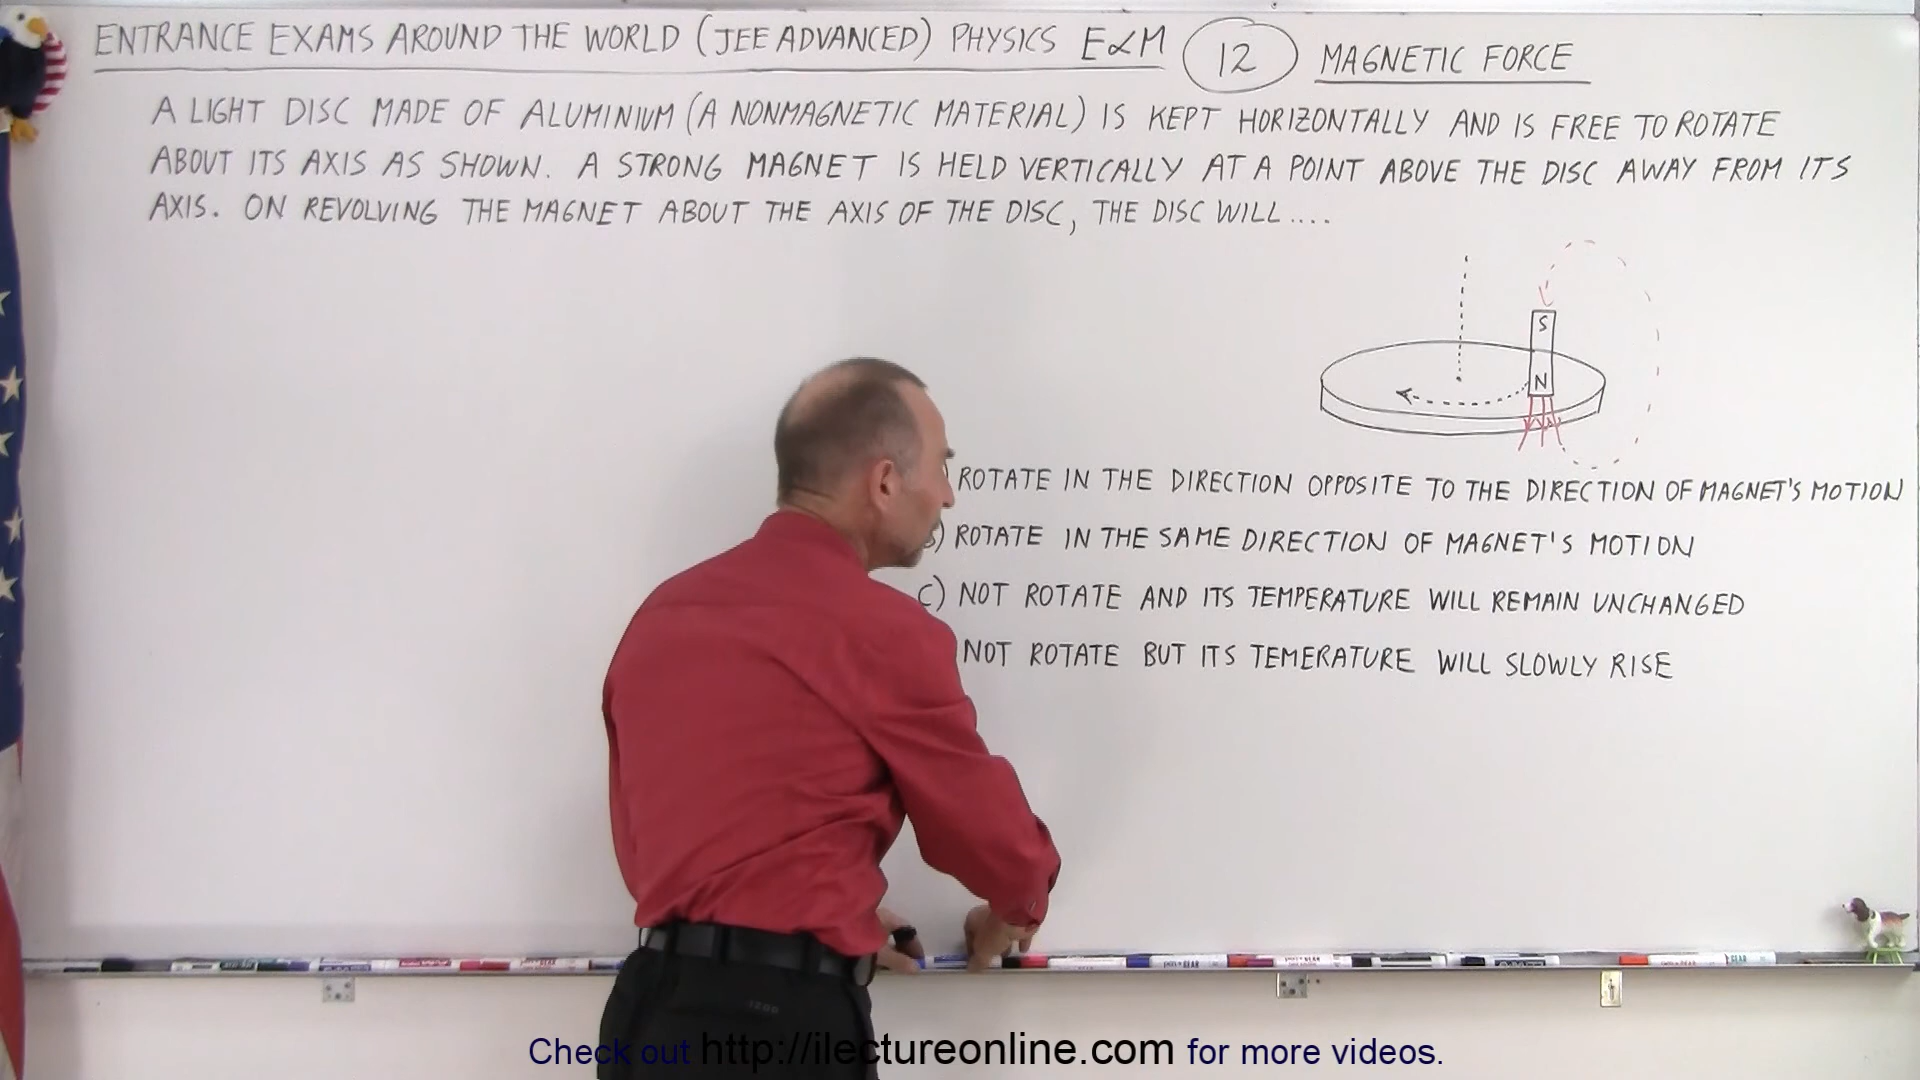 ENTRANCE EXAMS AROUND THE WORLD (JEE ADVANCED) PHYSICS E&M 12 MAGNETIC FORCE
A LIGHT DISC MADE OF ALUMINIUM (A NONMAGNETIC MATERIAL) IS KEPT HORIZONTALLY AND IS FREE TO ROTATE
ABOUT ITS AXIS AS SHOWN. A STRONG MAGNET IS HELD VERTICALLY AT A POINT ABOVE THE DISC AWAY FROM ITS
AXIS. ON REVOLVING THE MAGNET ABOUT THE AXIS OF THE DISC, THE DISC WILL....
S
N
) ROTATE IN THE DIRECTION OPPOSITE TO THE DIRECTION OF MAGNET'S MOTION
) ROTATE IN THE SAME DIRECTION OF MAGNET'S MOTION
C) NOT ROTATE AND ITS TEMPERATURE WILL REMAIN UNCHANGED
NOT ROTATE BUT ITS TEMERATURE WILL SLOWLY RISE
IZOD
Check out http://ilectureonline.com for more videos.